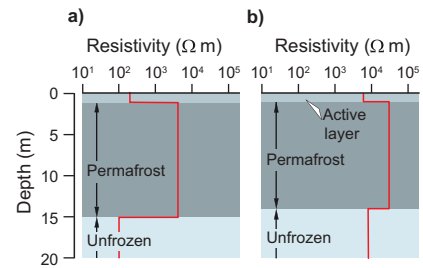 a)
b)
Resistivity (Ω m)
Resistivity (Ω m)
10¹ 10² 10³ 10⁴ 10⁵
10¹ 10² 10³ 10⁴ 10⁵
Depth (m)
0
5
10
15
20
Permafrost
Unfrozen
Active
layer
Permafrost
Unfrozen